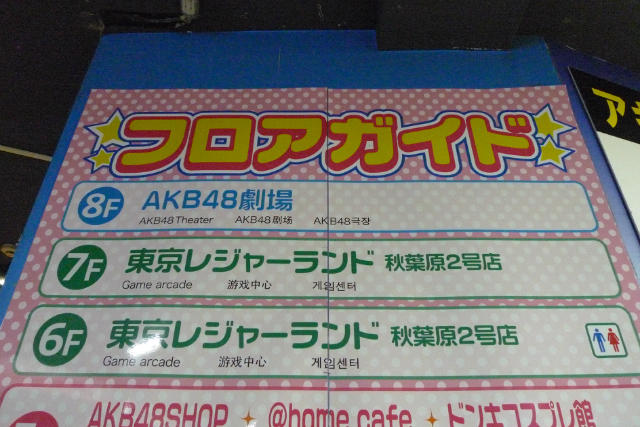 フロアガイド
8F AKB48劇場
AKB48 Theater AKB48剧场 AKB48극장
7F 東京レジャーランド 秋葉原2号店
Game arcade 游戏中心 게임센터
6F 東京レジャーランド 秋葉原2号店
Game arcade 游戏中心 게임센터
AKB48SHOP @home cafe ドンキコスプレ館